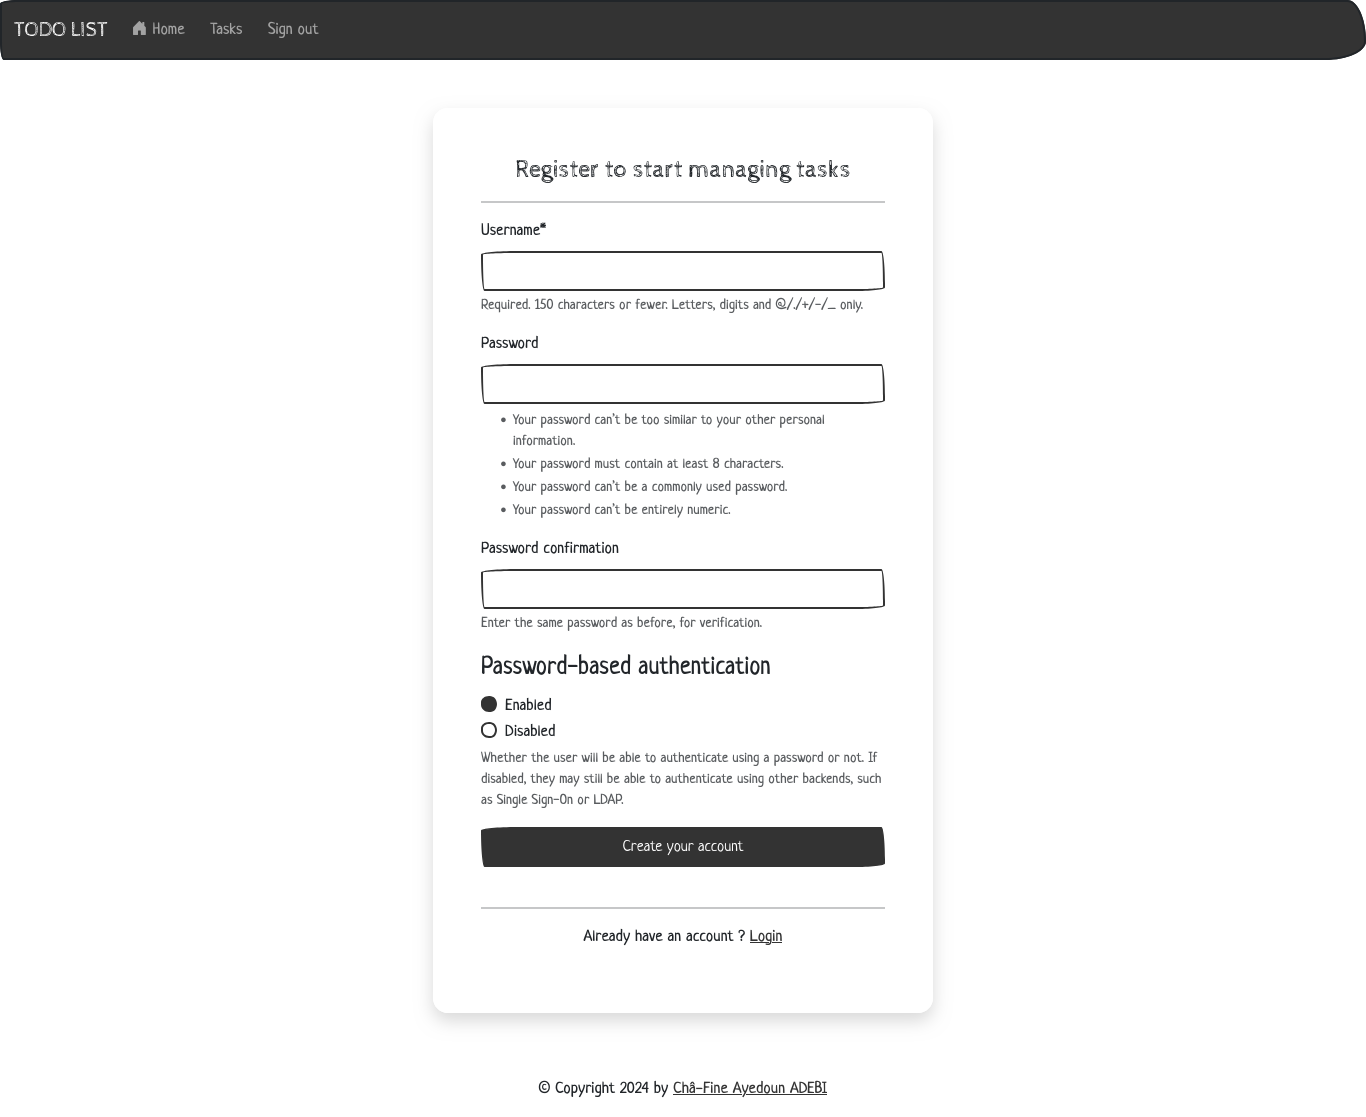 TODO LIST Home Tasks Sign out
Register to start managing tasks
Username*
Required. 150 characters or fewer. Letters, digits and @/./+/-/_ only.
Password
• Your password can't be too similar to your other personal
information.
• Your password must contain at least 8 characters.
• Your password can't be a commonly used password.
• Your password can't be entirely numeric.
Password confirmation
Enter the same password as before, for verification.
Password-based authentication
Enabled
Disabled
Whether the user will be able to authenticate using a password or not. If
disabled, they may still be able to authenticate using other backends, such
as Single Sign-On or LDAP.
Create your account
Already have an account ? Login
© Copyright 2024 by Châ-Fine Ayedoun ADEBI